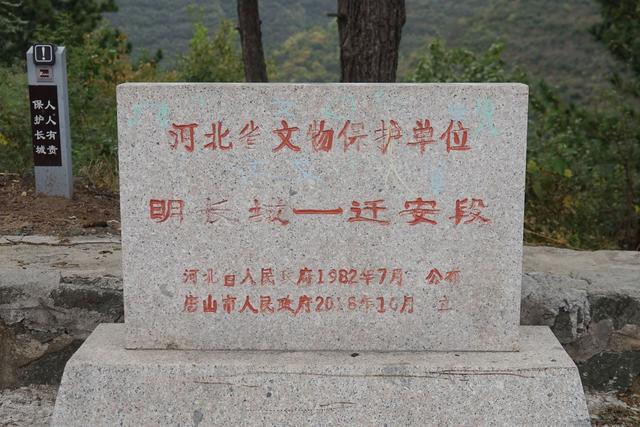 河北省文物保护单位
明长城—迁安段
河北省人民政府1982年7月 公布
唐山市人民政府2016年10月 立
保护长城
人人有责